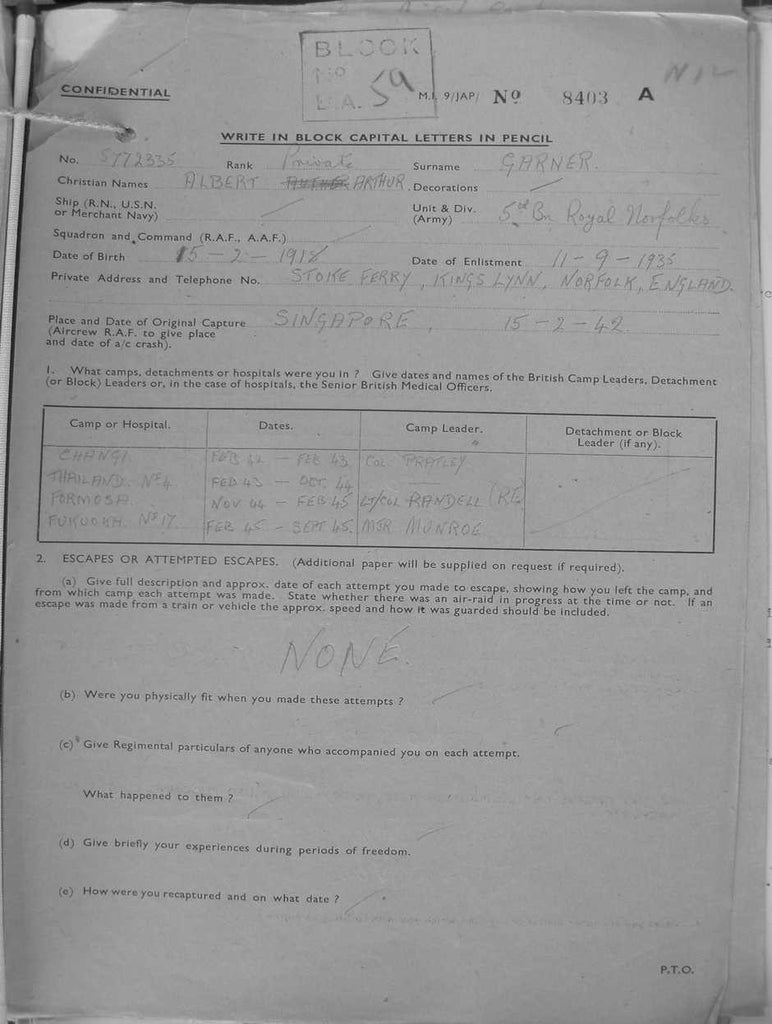 BLOCK
No
L.A. 59
N12
CONFIDENTIAL
M.I. 9/JAP/ No 8403 A
WRITE IN BLOCK CAPITAL LETTERS IN PENCIL
No. 5772335 Rank Private Surname GARNER.
Christian Names ALBERT ARTHUR. Decorations
Ship (R.N., U.S.N.
or Merchant Navy)
Unit & Div.
(Army) 5th Bn Royal Norfolks
Squadron and Command (R.A.F., A.A.F.)
Date of Birth 15-2-1918 Date of Enlistment 11-9-1935
Private Address and Telephone No. STOKE FERRY, KINGS LYNN, NORFOLK, ENGLAND.
Place and Date of Original Capture SINGAPORE, 15-2-42
(Aircrew R.A.F. to give place
and date of a/c crash).
1. What camps, detachments or hospitals were you in ? Give dates and names of the British Camp Leaders, Detachment
(or Block) Leaders or, in the case of hospitals, the Senior British Medical Officers.
Camp or Hospital. Dates. Camp Leader. Detachment or Block
Leader (if any).
CHANGI. FEB 42 - FEB 43 COL PRATLEY
THAILAND. No 4. FEB 43 - OCT. 44
FORMOSA. NOV 44 - FEB 45 LT/COL RANDELL (RE
FUKUOKA. No 17. FEB 45 - SEPT 45. MJR MUNROE
2. ESCAPES OR ATTEMPTED ESCAPES. (Additional paper will be supplied on request if required).
(a) Give full description and approx. date of each attempt you made to escape, showing how you left the camp, and
from which camp each attempt was made. State whether there was an air-raid in progress at the time or not. If an
escape was made from a train or vehicle the approx. speed and how it was guarded should be included.
NONE.
(b) Were you physically fit when you made these attempts ?
(c) Give Regimental particulars of anyone who accompanied you on each attempt.
What happened to them ?
(d) Give briefly your experiences during periods of freedom.
(e) How were you recaptured and on what date ?
P.T.O.